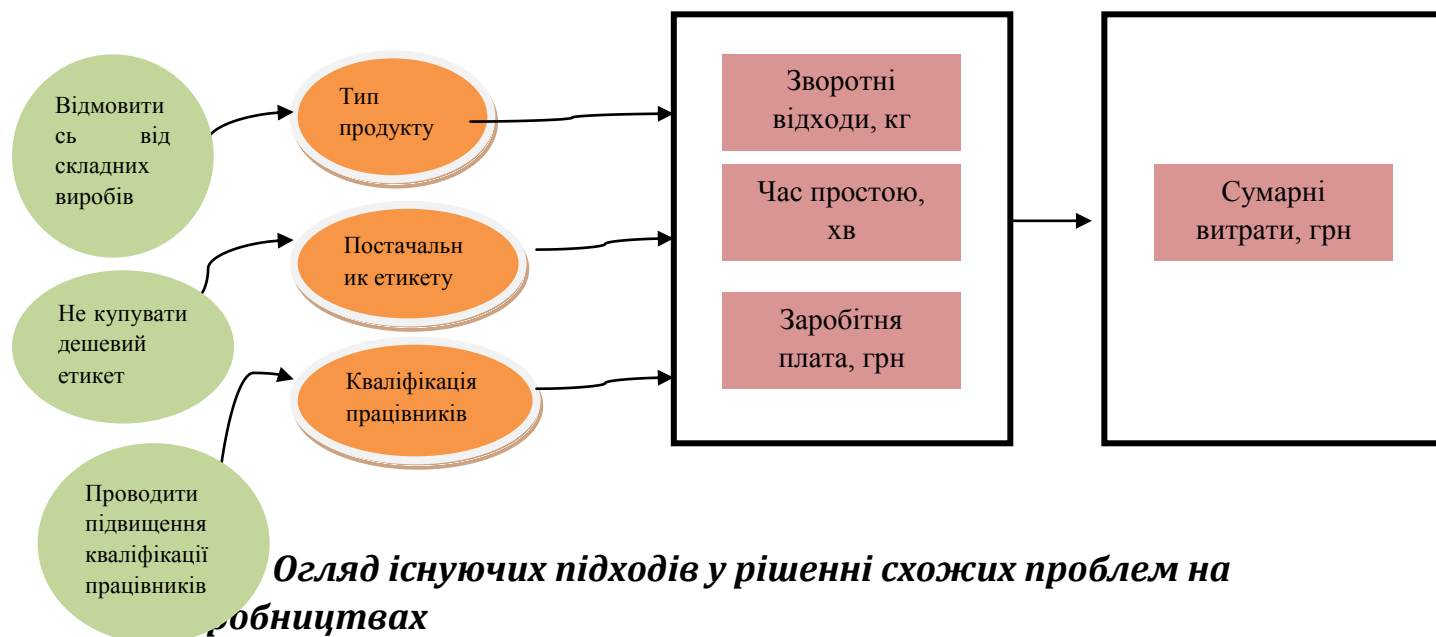 Відмовити
сь від
складних
виробів
Тип
продукту
Зворотні
відходи, кг
Час простою,
хв
Сумарні
витрати, грн
Постачальн
ик етикету
Не купувати
дешевий
етикет
Заробітня
плата, грн
Кваліфікація
працівників
Проводити
підвищення
кваліфікації
працівників
Огляд існуючих підходів у рішенні схожих проблем на
робництвах